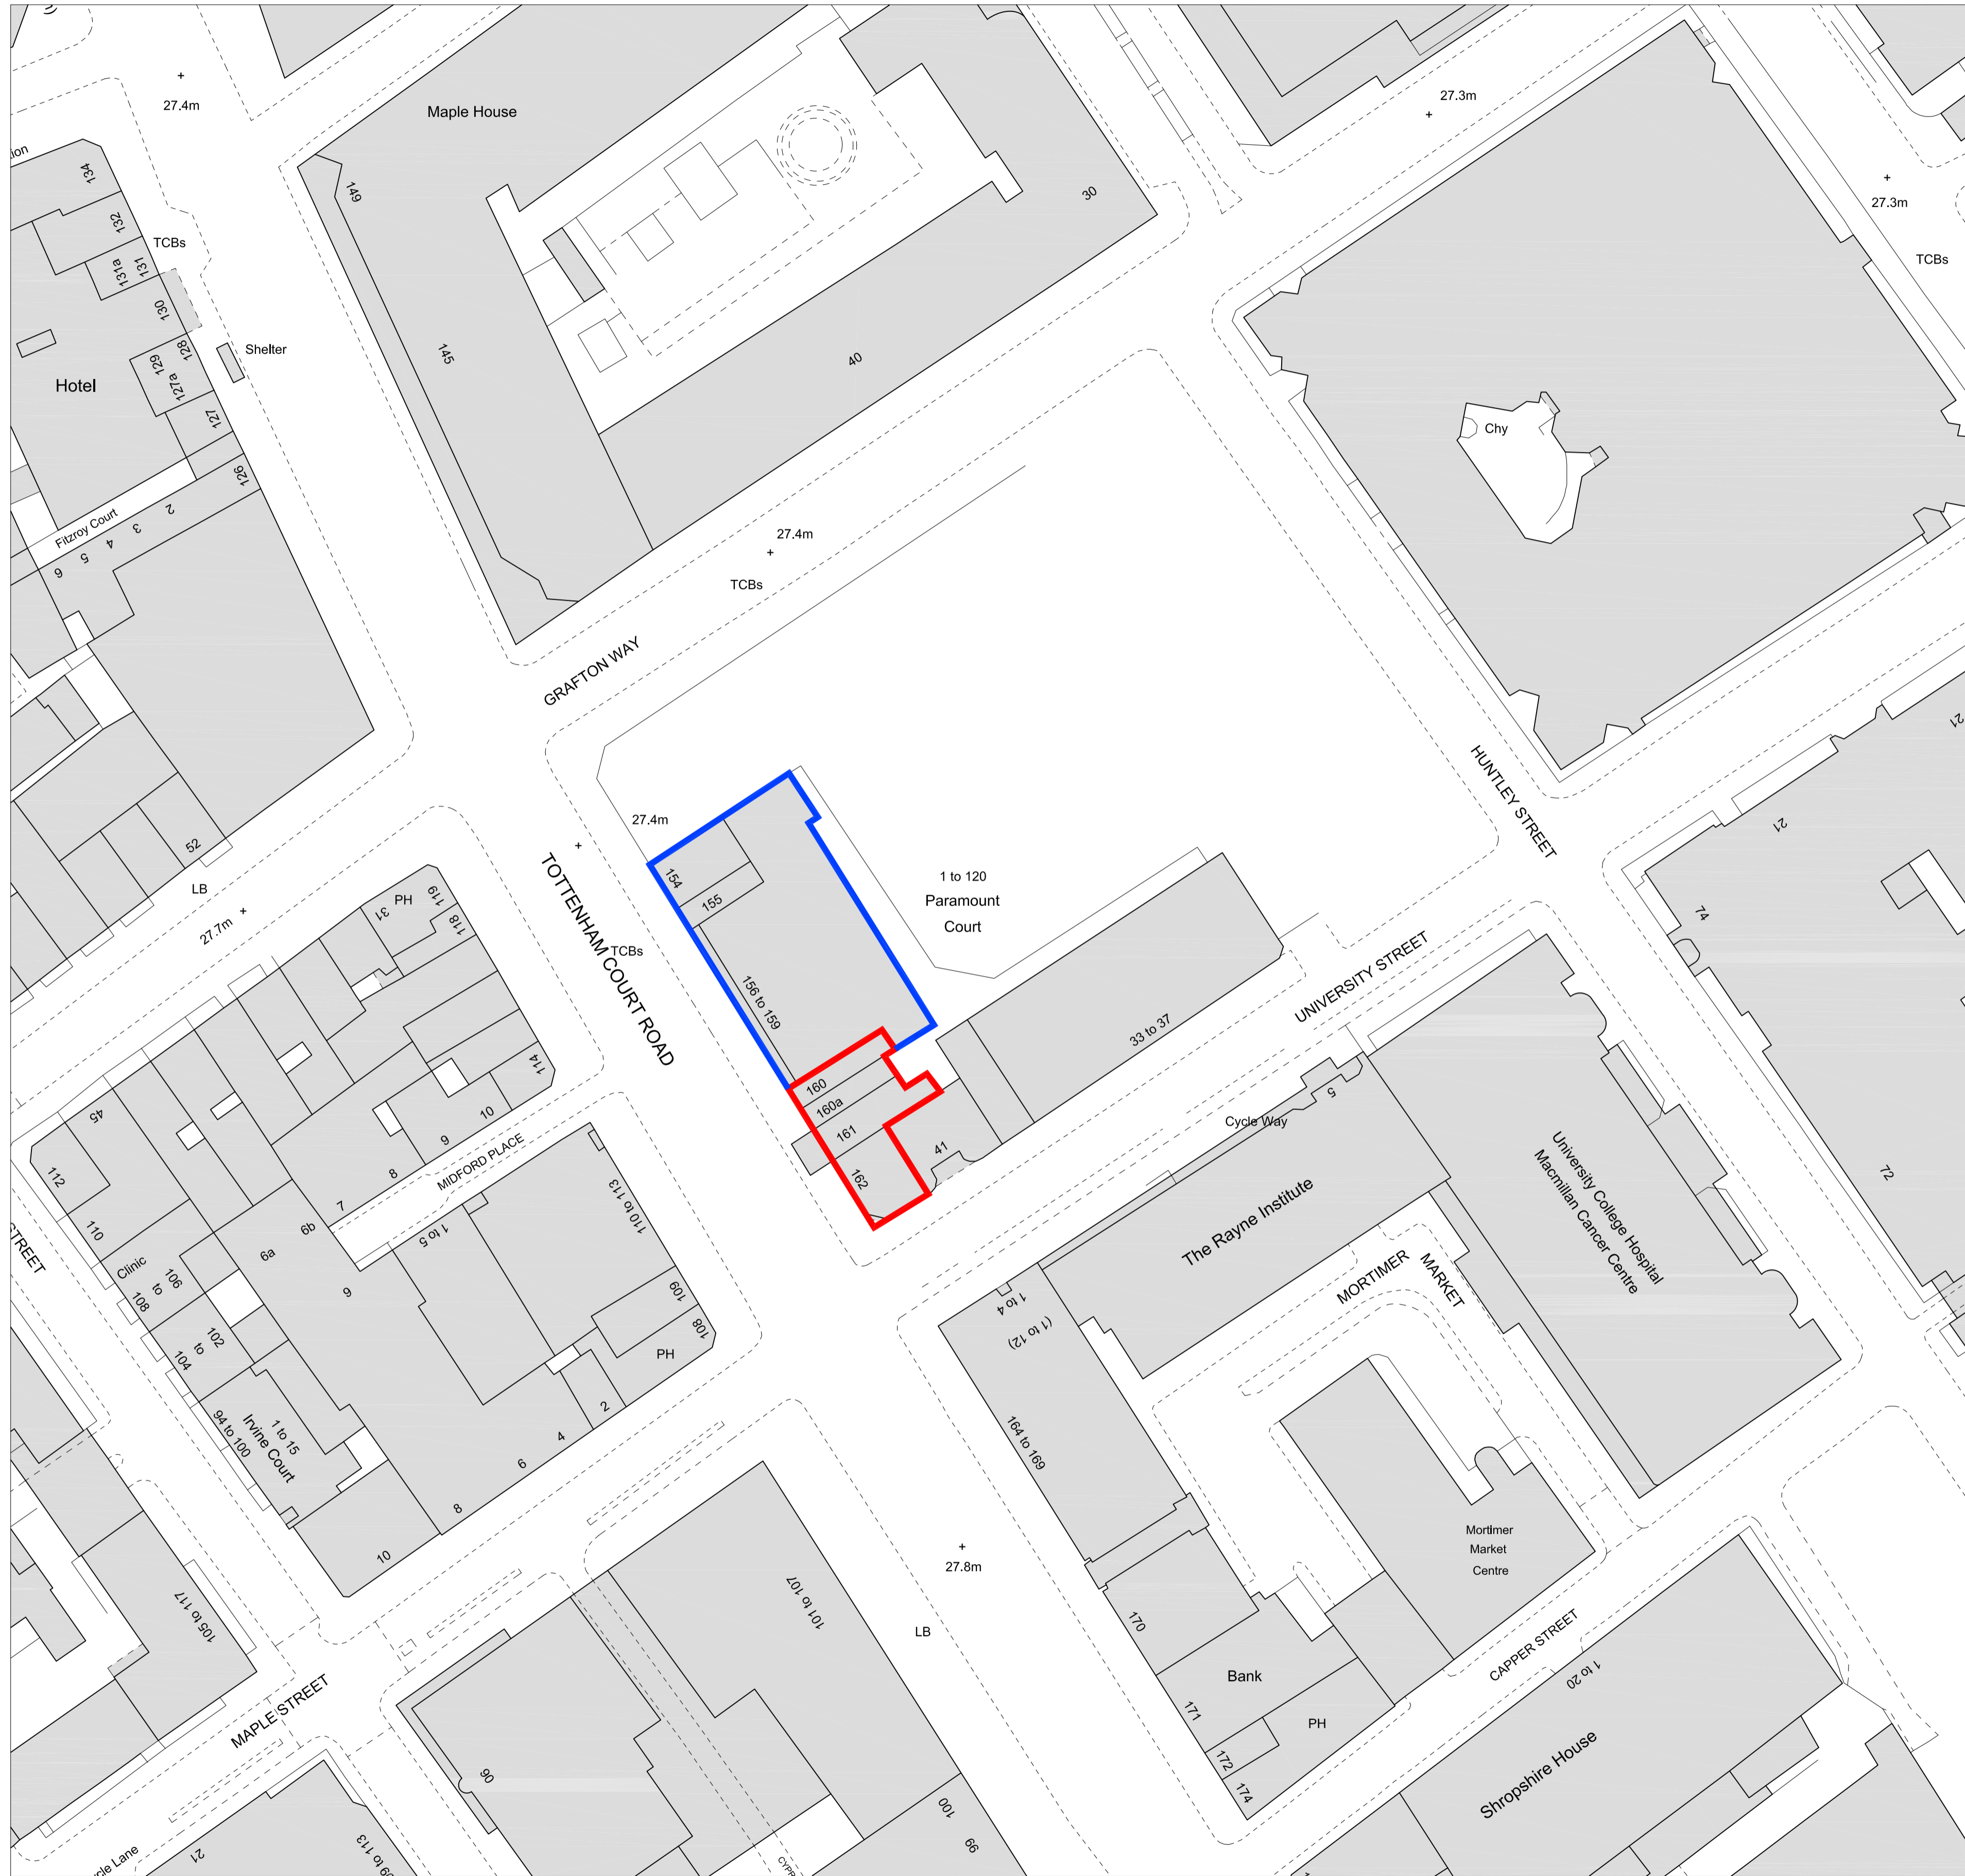 27.4m
Maple House
27.3m
27.3m
TCBs
134
132
TCBs
131
131a
130
149
30
Shelter
128
129
127a
127
Hotel
145
40
126
Chy
Fitzroy Court
2
3
4
5
6
27.4m
TCBs
GRAFTON WAY
21
HUNTLEY STREET
27.4m
21
52
LB
27.7m
154
155
1 to 120
Paramount
Court
TOTTENHAM COURT ROAD
TCBs
31
PH
119
118
74
UNIVERSITY STREET
156 to 159
33 to 37
160
160a
161
162
41
45
114
10
9
8
7
MIDFORD PLACE
Cycle Way
5
The Rayne Institute
University College Hospital
Macmillan Cancer Centre
72
112
110
Clinic
106
to
108
6a
6b
9
1 to 5
110 to 113
STREET
109
108
PH
102
to
104
1 to 4
(1 to 12)
MORTIMER
MARKET
1 to 15
Irvine Court
94 to 100
2
4
6
8
10
164 to 169
Mortimer
Market
Centre
27.8m
105 to 117
101 to 107
LB
170
Bank
171
PH
172
174
CAPPER STREET
1 to 20
Shropshire House
MAPLE STREET
90
100
99
21